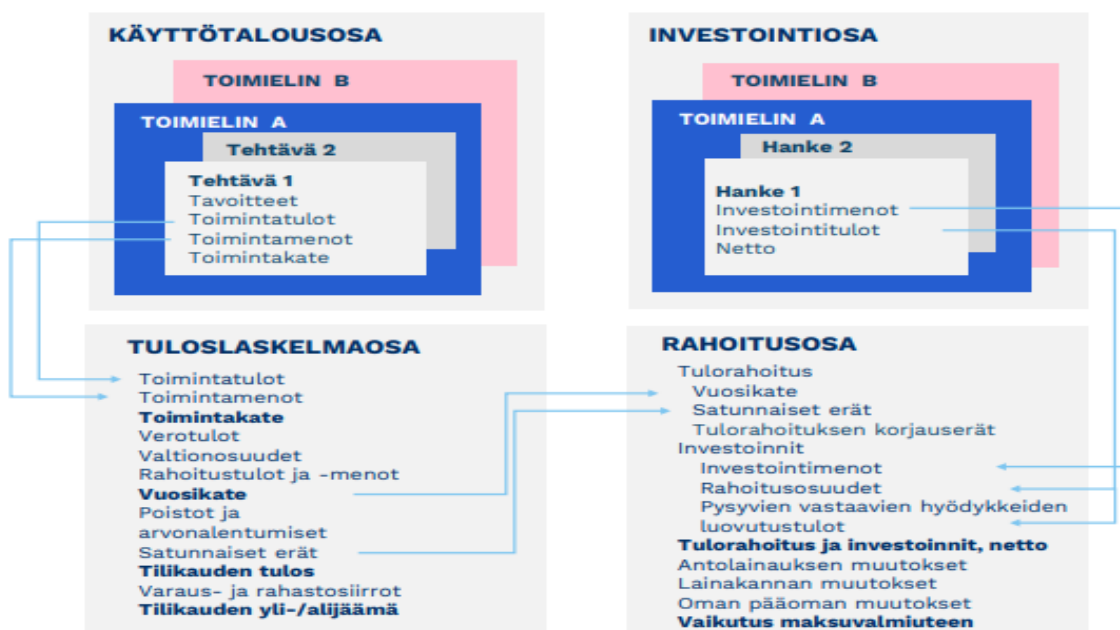 KÄYTTÖTALOUSOSA
TOIMIELIN B
TOIMIELIN A
Tehtävä 2
Tehtävä 1
Tavoitteet
Toimintatulot
Toimintamenot
Toimintakate
INVESTOINTIOSA
TOIMIELIN B
TOIMIELIN A
Hanke 2
Hanke 1
Investointimenot
Investointitulot
Netto
TULOSLASKELMAOSA
Toimintatulot
Toimintamenot
Toimintakate
Verotulot
Valtionosuudet
Rahoitustulot ja -menot
Vuosikate
Poistot ja
arvonalentumiset
Satunnaiset erät
Tilikauden tulos
Varaus- ja rahastosiirrot
Tilikauden yli-/alijäämä
RAHOITUSOSA
Tulorahoitus
Vuosikate
Satunnaiset erät
Tulorahoituksen korjauserät
Investoinnit
Investointimenot
Rahoitusosuudet
Pysyvien vastaavien hyödykkeiden
luovutustulot
Tulorahoitus ja investoinnit, netto
Antolainauksen muutokset
Lainakannan muutokset
Oman pääoman muutokset
Vaikutus maksuvalmiuteen